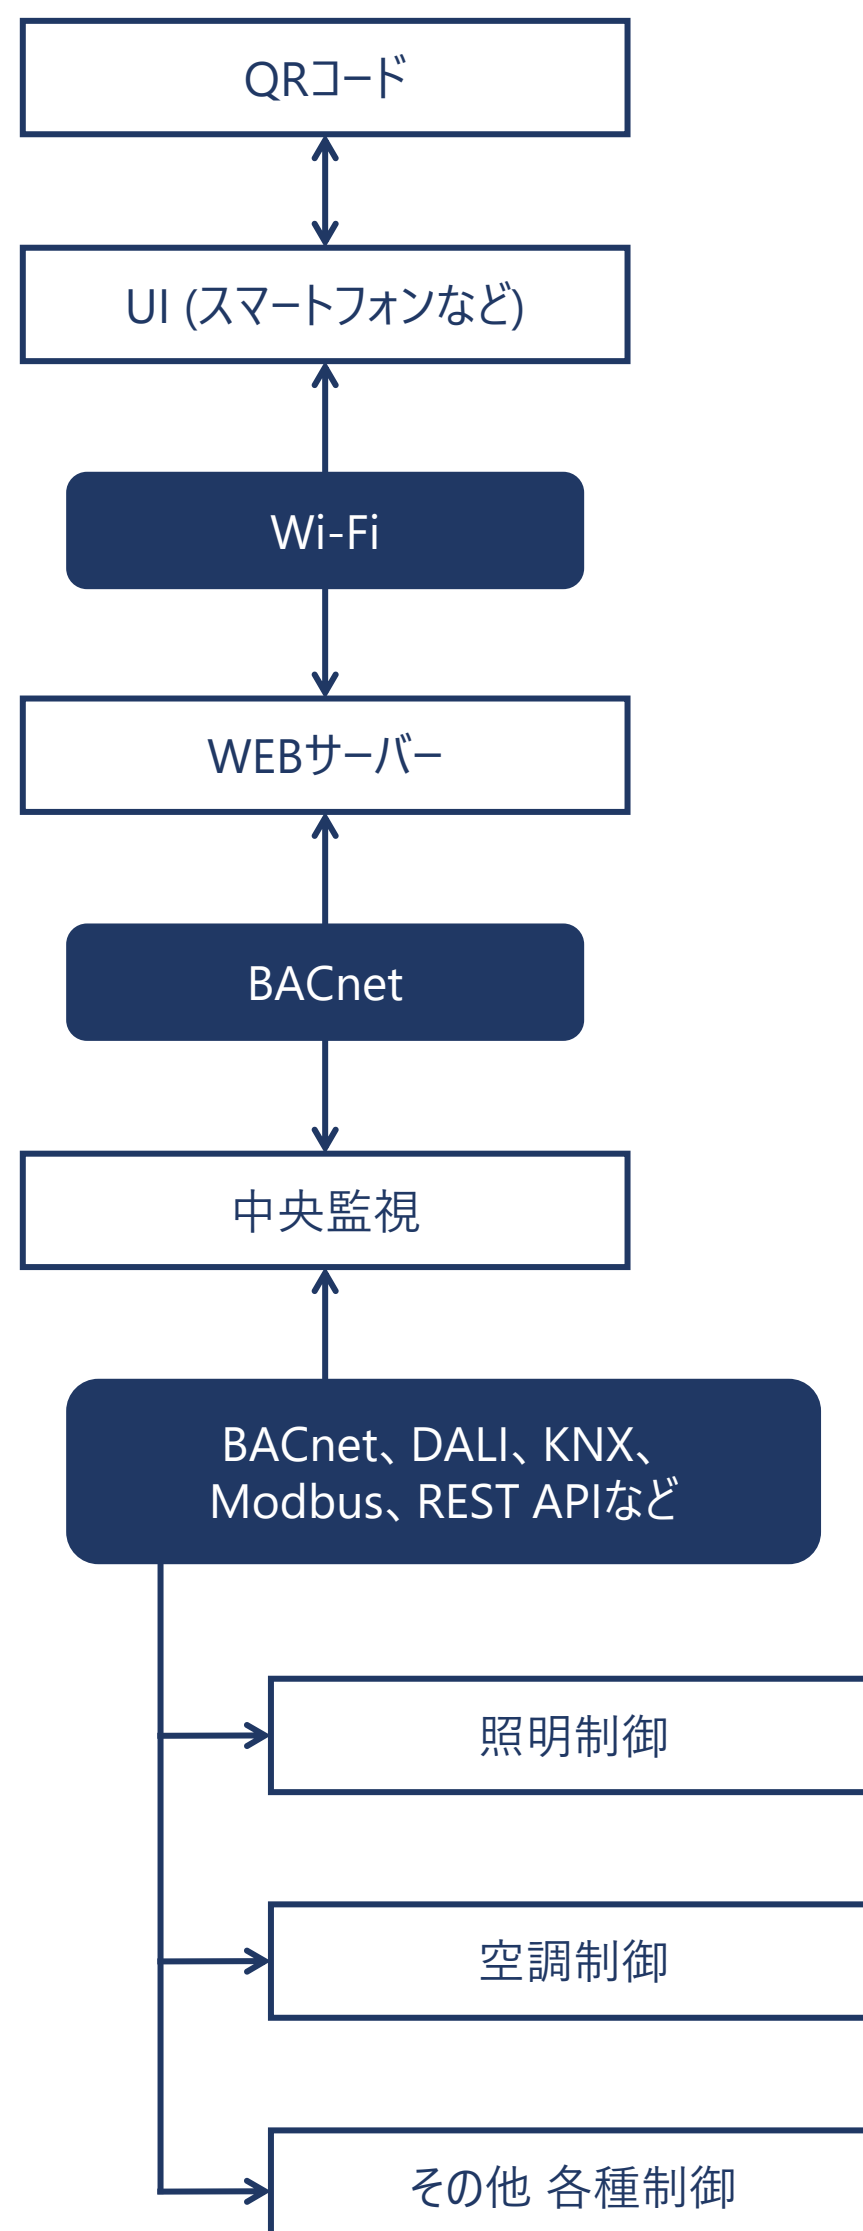 QRコード
UI (スマートフォンなど)
Wi-Fi
WEBサーバー
BACnet
中央監視
BACnet、DALI、KNX、
Modbus、REST APIなど
照明制御
空調制御
その他 各種制御